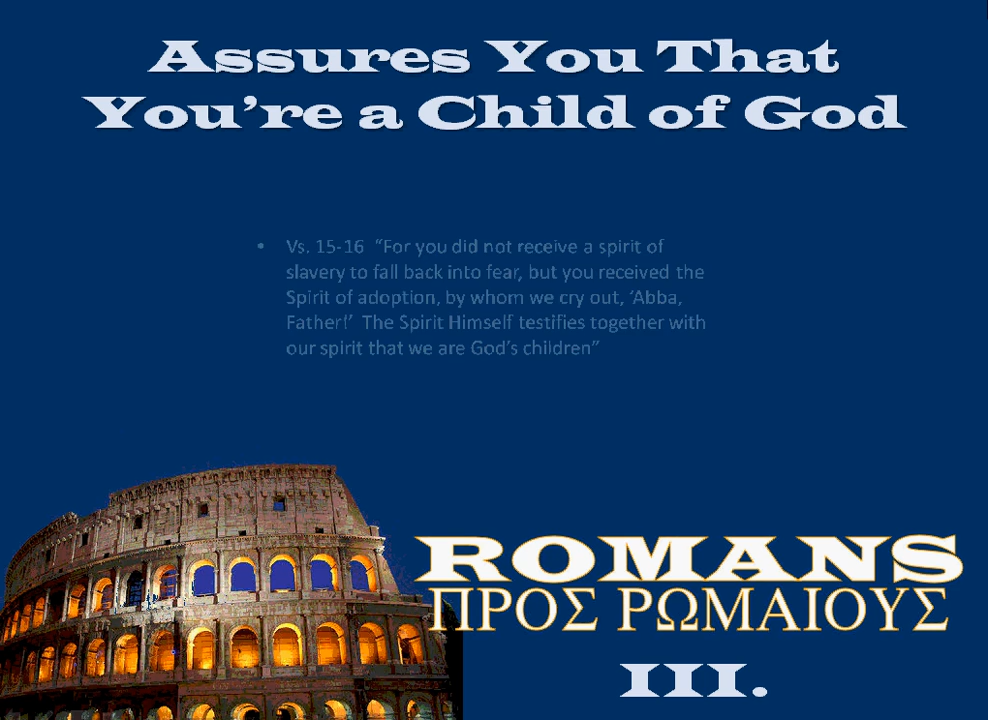 Assures You That
You’re a Child of God
• Vs. 15-16 “For you did not receive a spirit of
slavery to fall back into fear, but you received the
Spirit of adoption, by whom we cry out, ‘Abba,
Father!’ The Spirit Himself testifies together with
our spirit that we are God’s children”
ROMANS
ΠΡΟΣ ΡΩΜΑΙΟΥΣ
III.